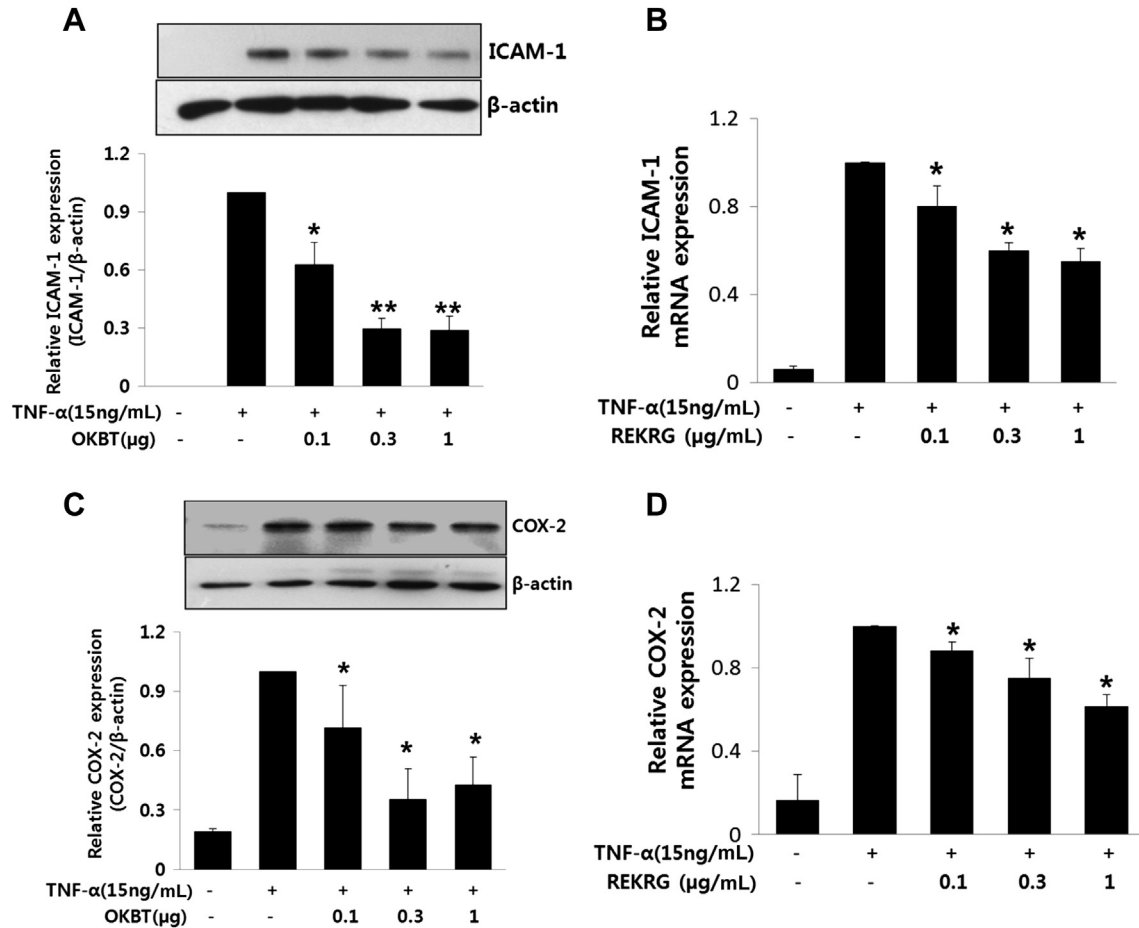 A
ICAM-1
β-actin
Relative ICAM-1 expression
(ICAM-1/β-actin)
1.2
0.9
0.6
0.3
0
*
**
**
TNF-α(15ng/mL) - + + + +
OKBT(μg) - - 0.1 0.3 1
B
Relative ICAM-1
mRNA expression
1.2
0.8
0.4
0
*
*
*
TNF-α(15ng/mL) - + + + +
REKRG (μg/mL) - - 0.1 0.3 1
C
COX-2
β-actin
Relative COX-2 expression
(COX-2/β-actin)
1.2
0.9
0.6
0.3
0
*
*
*
TNF-α(15ng/mL) - + + + +
OKBT(μg) - - 0.1 0.3 1
D
Relative COX-2
mRNA expression
1.2
0.8
0.4
0
*
*
*
TNF-α(15ng/mL) - + + + +
REKRG (μg/mL) - - 0.1 0.3 1